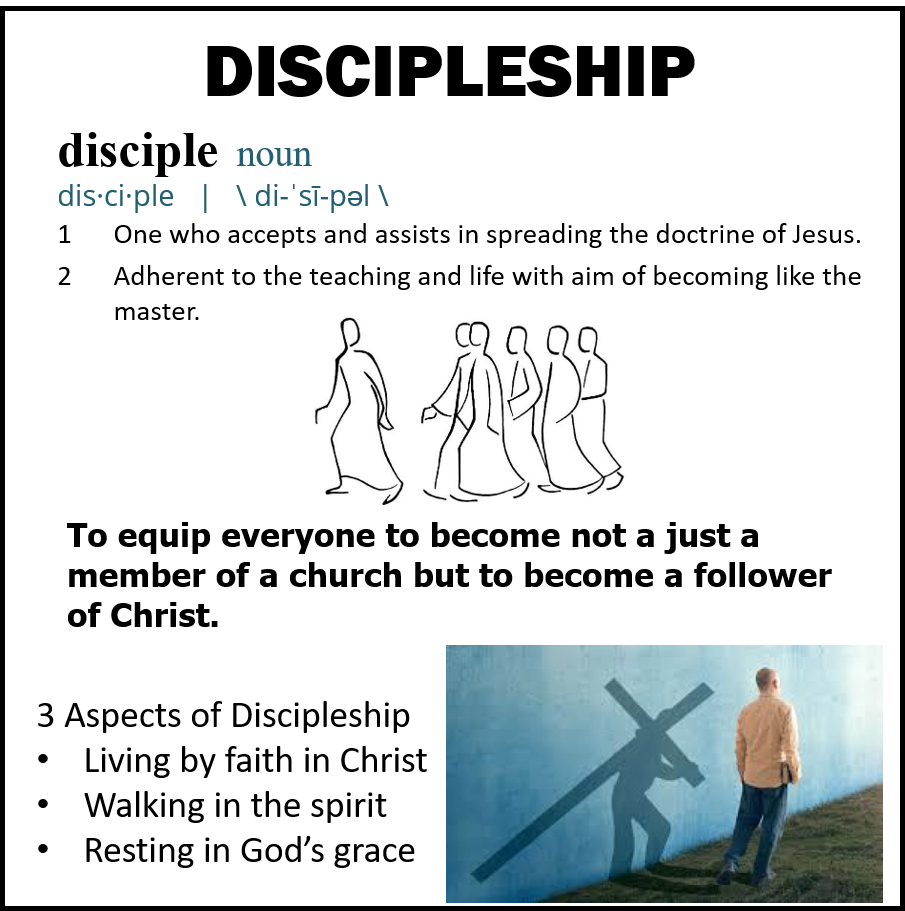 DISCIPLESHIP
disciple noun
dis·ci·ple | \ di-ˈsī-pəl \
1 One who accepts and assists in spreading the doctrine of Jesus.
2 Adherent to the teaching and life with aim of becoming like the
master.
To equip everyone to become not a just a
member of a church but to become a follower
of Christ.
3 Aspects of Discipleship
• Living by faith in Christ
• Walking in the spirit
• Resting in God’s grace